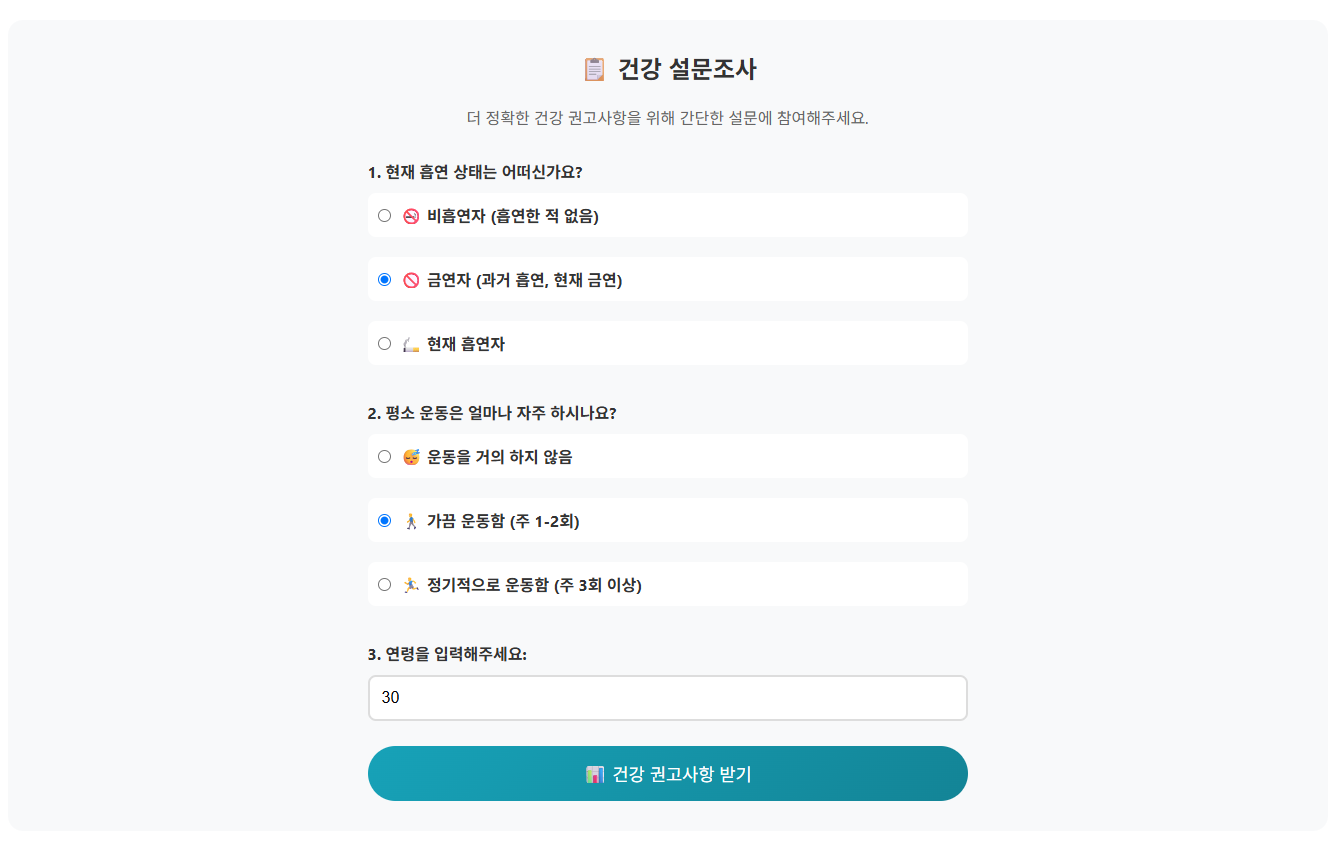 📋 건강 설문조사
더 정확한 건강 권고사항을 위해 간단한 설문에 참여해주세요.
1. 현재 흡연 상태는 어떠신가요?
🚭 비흡연자 (흡연한 적 없음)
🚫 금연자 (과거 흡연, 현재 금연)
🚬 현재 흡연자
2. 평소 운동은 얼마나 자주 하시나요?
😴 운동을 거의 하지 않음
🚶 가끔 운동함 (주 1-2회)
🏃 정기적으로 운동함 (주 3회 이상)
3. 연령을 입력해주세요:
30
📊 건강 권고사항 받기